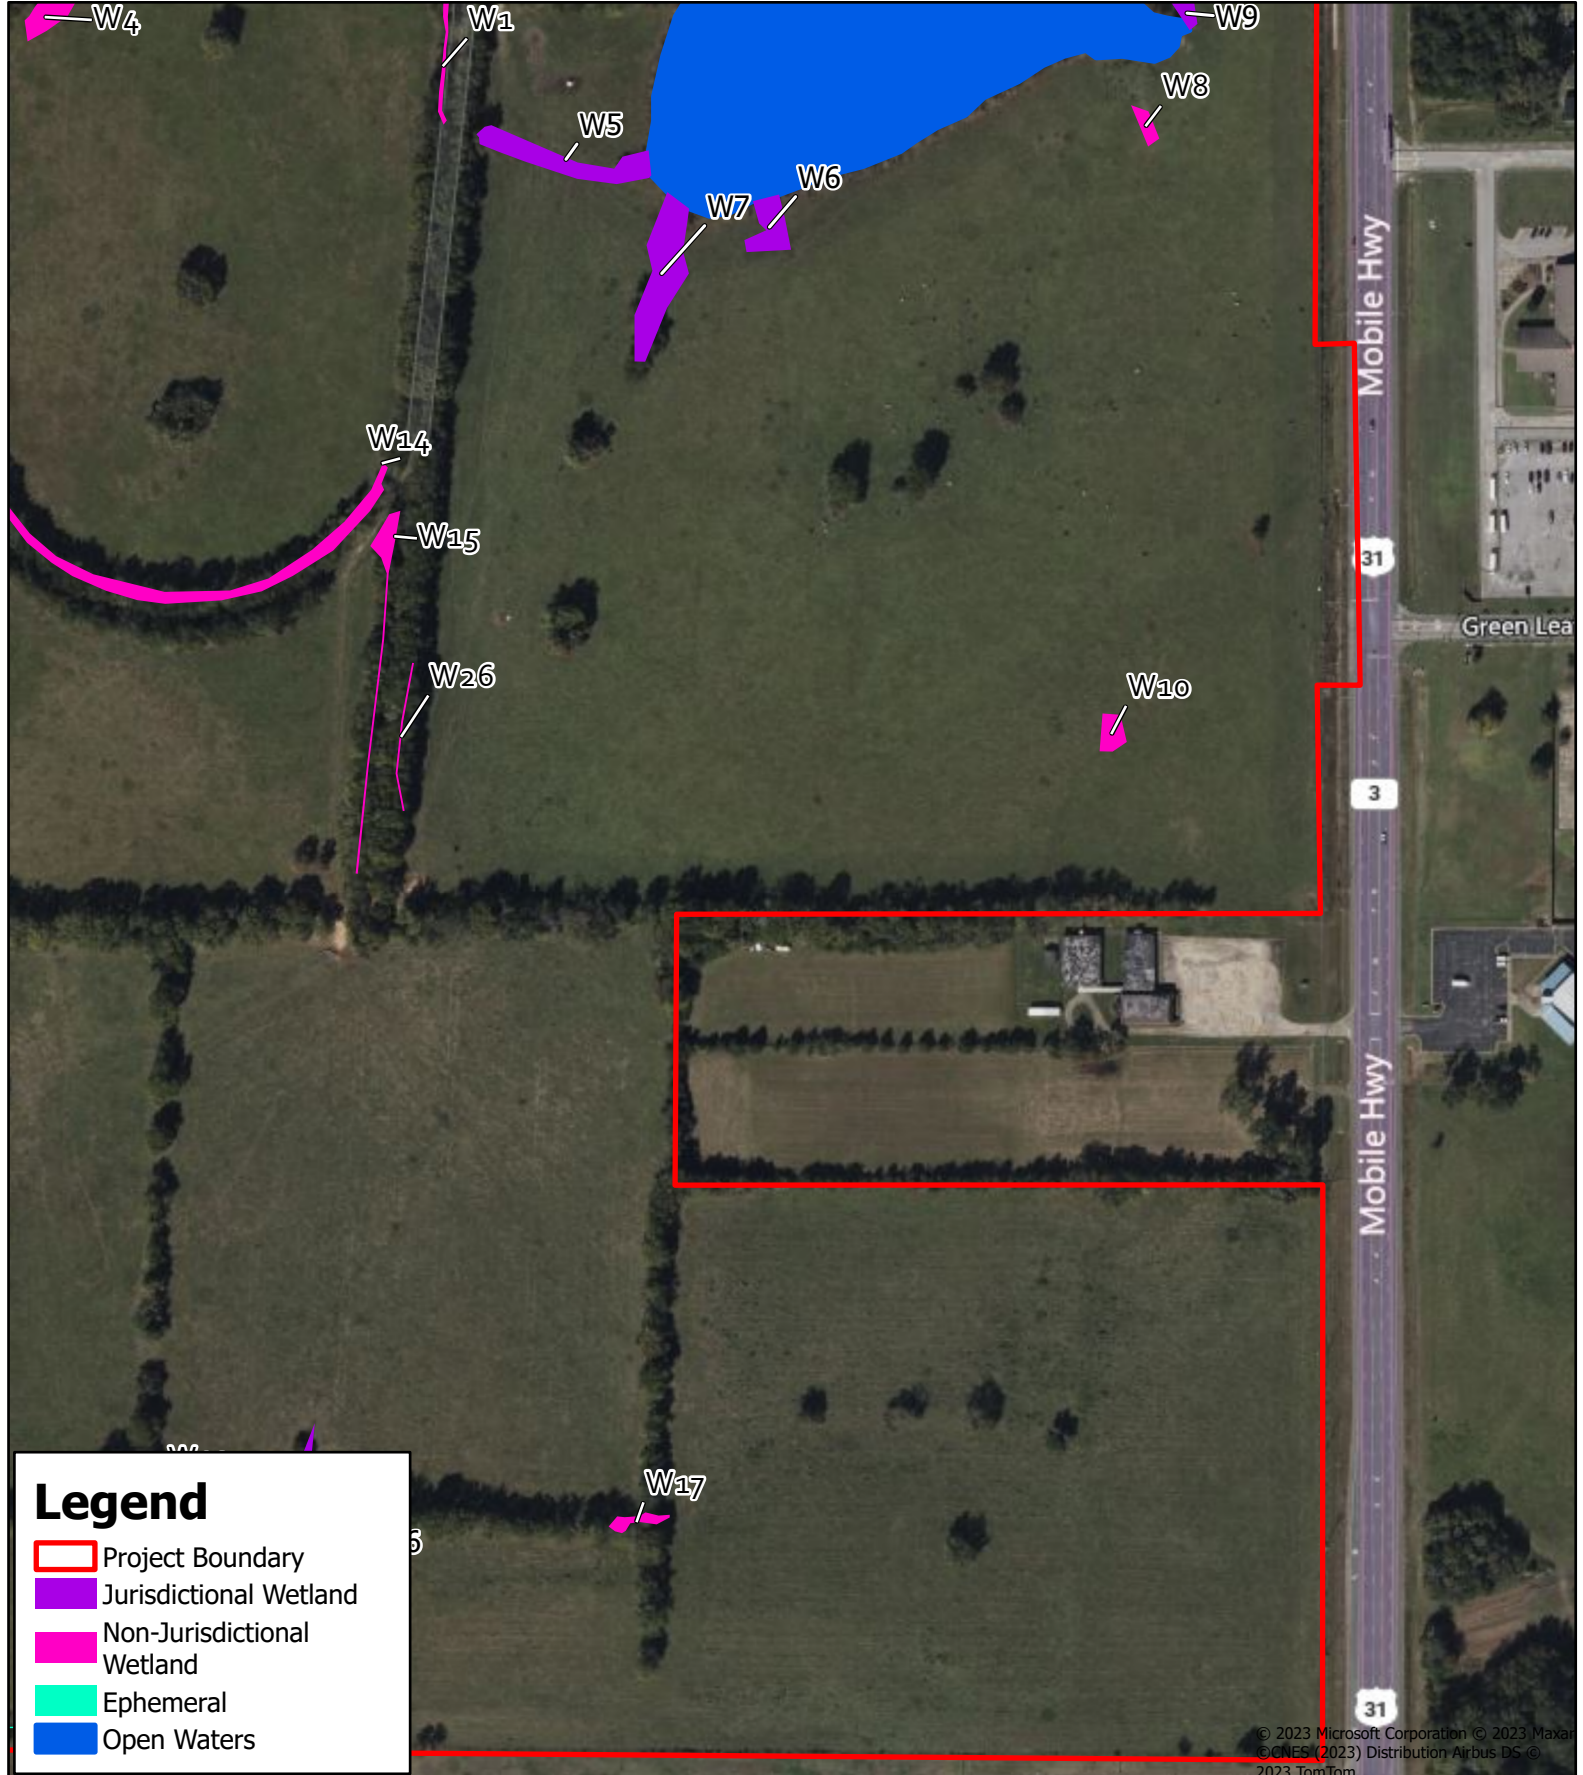 W4
W1
W9
W8
W5
W6
W7
Mobile Hwy
W14
W15
31
Green Lea
W26
W10
3
Mobile Hwy
W17
6
Legend
Project Boundary
Jurisdictional Wetland
Non-Jurisdictional
Wetland
Ephemeral
Open Waters
31
© 2023 Microsoft Corporation © 2023 Maxar
©CNES (2023) Distribution Airbus DS ©
2023 TomTom